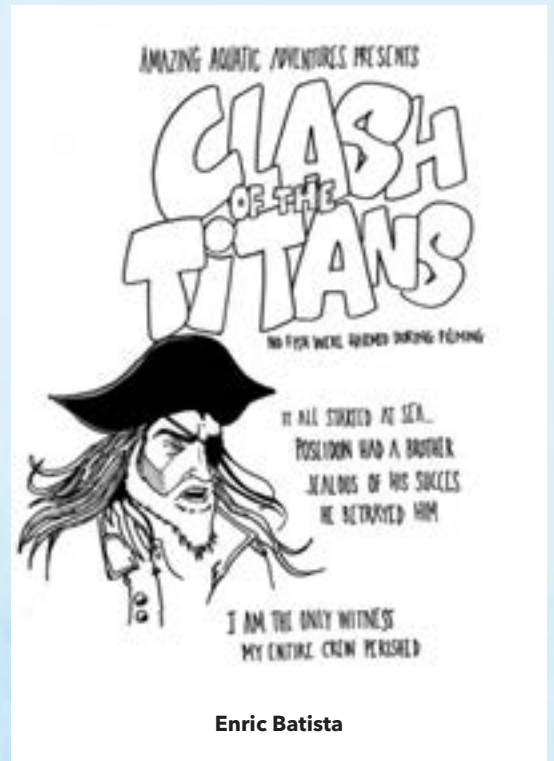 AMAZING AQUATIC ADVENTURES PRESENTS
CLASH
OF THE
TiTANS
NO FISH WERE HARMED DURING FILMING
IT ALL STARTED AT SEA...
POSEIDON HAD A BROTHER
JEALOUS OF HIS SUCCES
HE BETRAYED HIM
I AM THE ONLY WITNESS
MY ENTIRE CREW PERISHED
Enric Batista